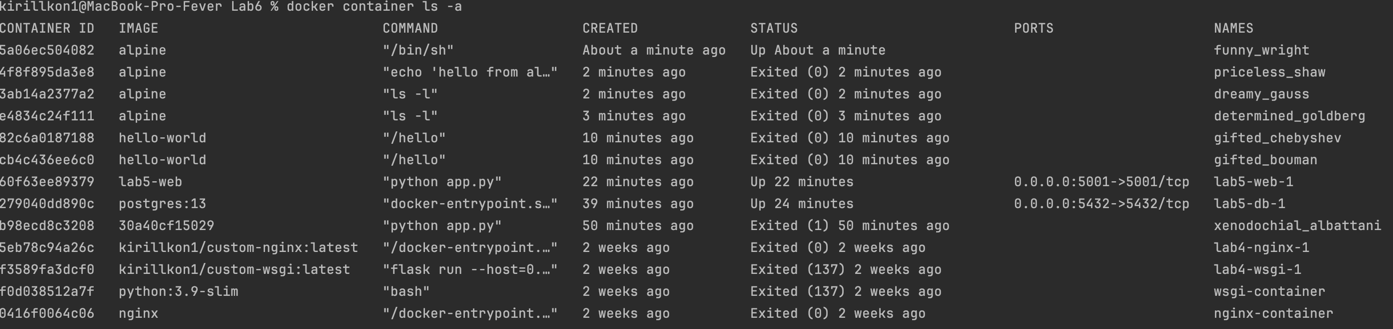 kirillkon1@MacBook-Pro-Fever Lab6 % docker container ls -a
CONTAINER ID   IMAGE                           COMMAND                  CREATED              STATUS                        PORTS                    NAMES
5a06ec504082   alpine                          "/bin/sh"                About a minute ago   Up About a minute                                      funny_wright
4f8f895da3e8   alpine                          "echo 'hello from al…"   2 minutes ago        Exited (0) 2 minutes ago                               priceless_shaw
3ab14a2377a2   alpine                          "ls -l"                  2 minutes ago        Exited (0) 2 minutes ago                               dreamy_gauss
e4834c24f111   alpine                          "ls -l"                  3 minutes ago        Exited (0) 3 minutes ago                               determined_goldberg
82c6a0187188   hello-world                     "/hello"                 10 minutes ago       Exited (0) 10 minutes ago                              gifted_chebyshev
cb4c436ee6c0   hello-world                     "/hello"                 10 minutes ago       Exited (0) 10 minutes ago                              gifted_bouman
60f63ee89379   lab5-web                        "python app.py"          22 minutes ago       Up 22 minutes                 0.0.0.0:5001->5001/tcp   lab5-web-1
279040dd890c   postgres:13                     "docker-entrypoint.s…"   39 minutes ago       Up 24 minutes                 0.0.0.0:5432->5432/tcp   lab5-db-1
b98ecd8c3208   30a40cf15029                    "python app.py"          50 minutes ago       Exited (1) 50 minutes ago                              xenodochial_albattani
5eb78c94a26c   kirillkon1/custom-nginx:latest  "/docker-entrypoint.…"   2 weeks ago          Exited (0) 2 weeks ago                                 lab4-nginx-1
f3589fa3dcf0   kirillkon1/custom-wsgi:latest   "flask run --host=0.…"   2 weeks ago          Exited (137) 2 weeks ago                               lab4-wsgi-1
f0d038512a7f   python:3.9-slim                 "bash"                   2 weeks ago          Exited (137) 2 weeks ago                               wsgi-container
0416f0064c06   nginx                           "/docker-entrypoint.…"   2 weeks ago          Exited (0) 2 weeks ago                                 nginx-container